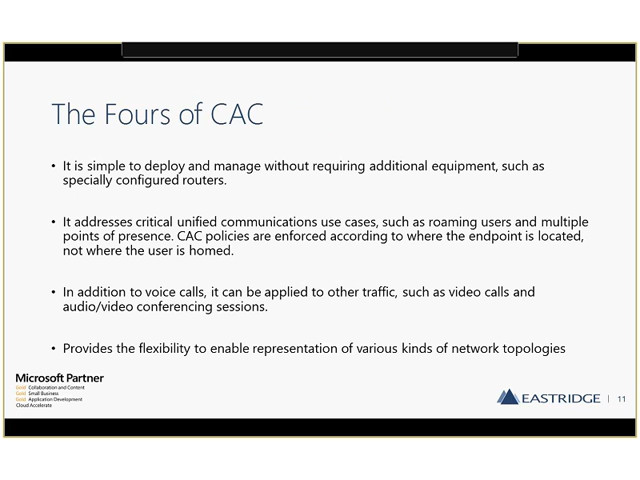 The Fours of CAC
• It is simple to deploy and manage without requiring additional equipment, such as
specially configured routers.
• It addresses critical unified communications use cases, such as roaming users and multiple
points of presence. CAC policies are enforced according to where the endpoint is located,
not where the user is homed.
• In addition to voice calls, it can be applied to other traffic, such as video calls and
audio/video conferencing sessions.
• Provides the flexibility to enable representation of various kinds of network topologies
Microsoft Partner
Gold Collaboration and Content
Gold Small Business
Gold Application Development
Cloud Accelerate
EASTRIDGE | 11